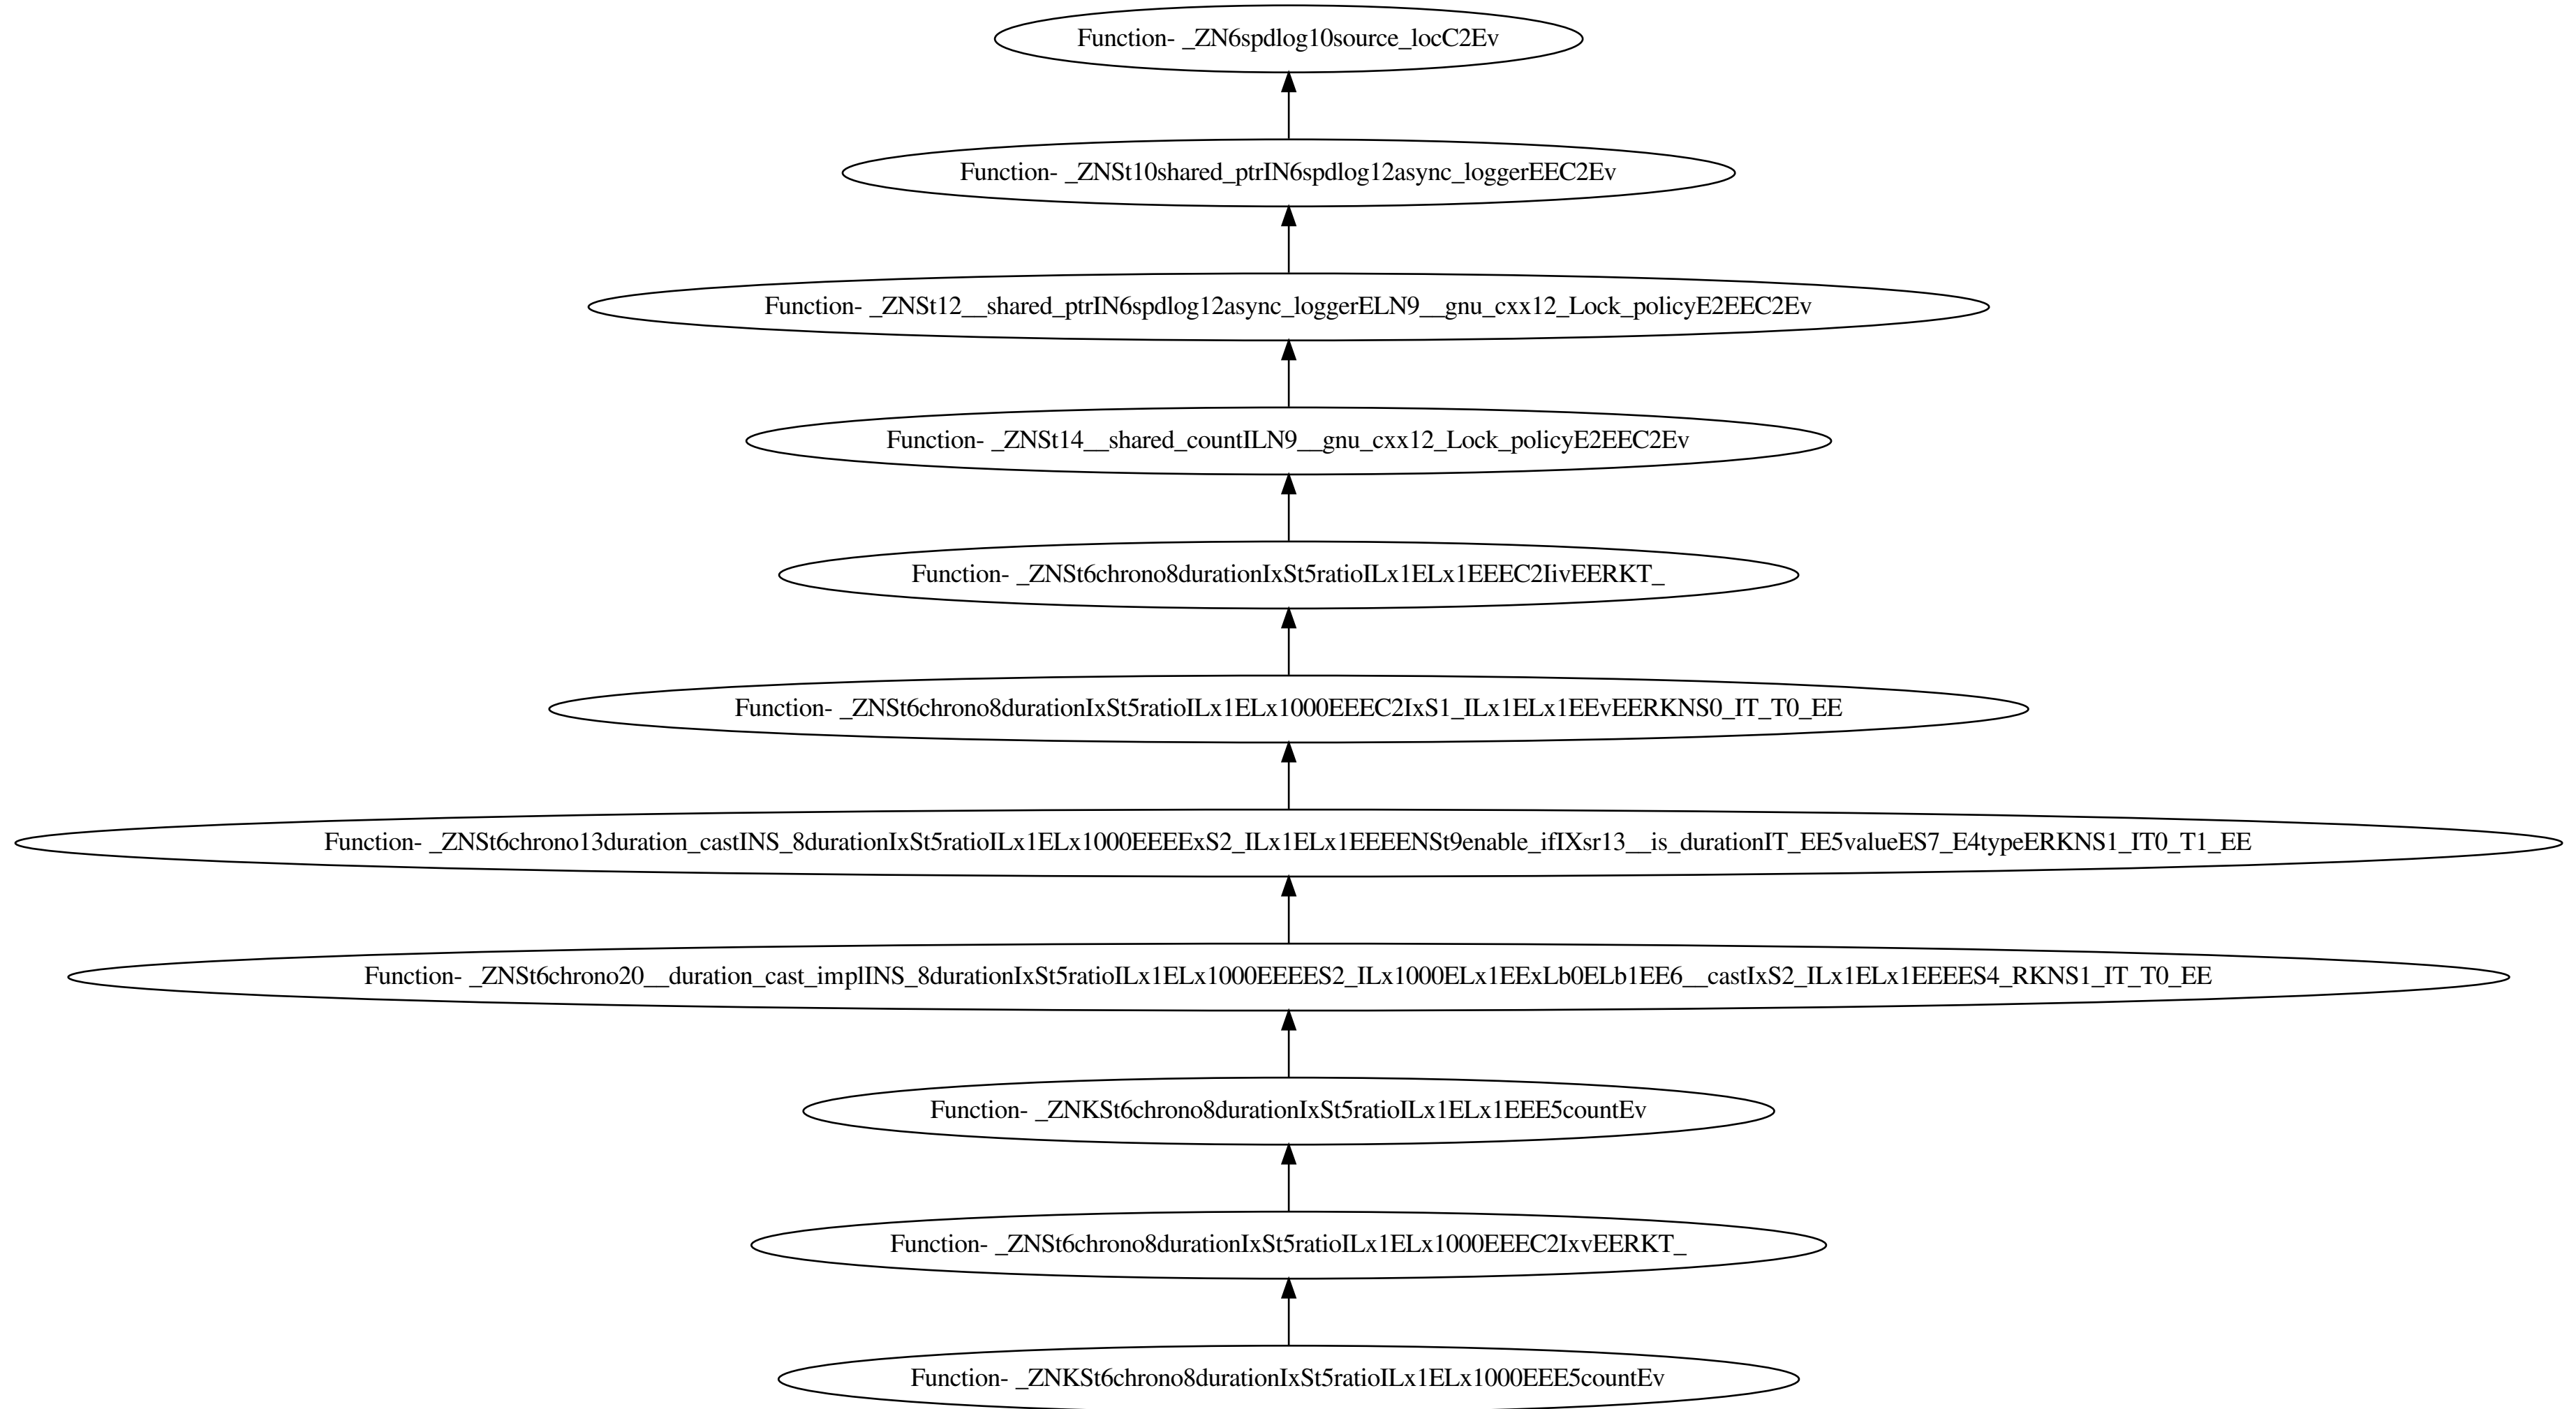 Function- _ZN6spdlog10source_locC2Ev
Function- _ZNSt10shared_ptrIN6spdlog12async_loggerEEC2Ev
Function- _ZNSt12__shared_ptrIN6spdlog12async_loggerELN9__gnu_cxx12_Lock_policyE2EEC2Ev
Function- _ZNSt14__shared_countILN9__gnu_cxx12_Lock_policyE2EEC2Ev
Function- _ZNSt6chrono8durationIxSt5ratioILx1ELx1EEEC2IivEERKT_
Function- _ZNSt6chrono8durationIxSt5ratioILx1ELx1000EEEC2IxS1_ILx1ELx1EEvEERKNS0_IT_T0_EE
Function- _ZNSt6chrono13duration_castINS_8durationIxSt5ratioILx1ELx1000EEEExS2_ILx1ELx1EEEENSt9enable_ifIXsr13__is_durationIT_EE5valueES7_E4typeERKNS1_IT0_T1_EE
Function- _ZNSt6chrono20__duration_cast_implINS_8durationIxSt5ratioILx1ELx1000EEEES2_ILx1000ELx1EExLb0ELb1EE6__castIxS2_ILx1ELx1EEEES4_RKNS1_IT_T0_EE
Function- _ZNKSt6chrono8durationIxSt5ratioILx1ELx1EEE5countEv
Function- _ZNSt6chrono8durationIxSt5ratioILx1ELx1000EEEC2IxvEERKT_
Function- _ZNKSt6chrono8durationIxSt5ratioILx1ELx1000EEE5countEv